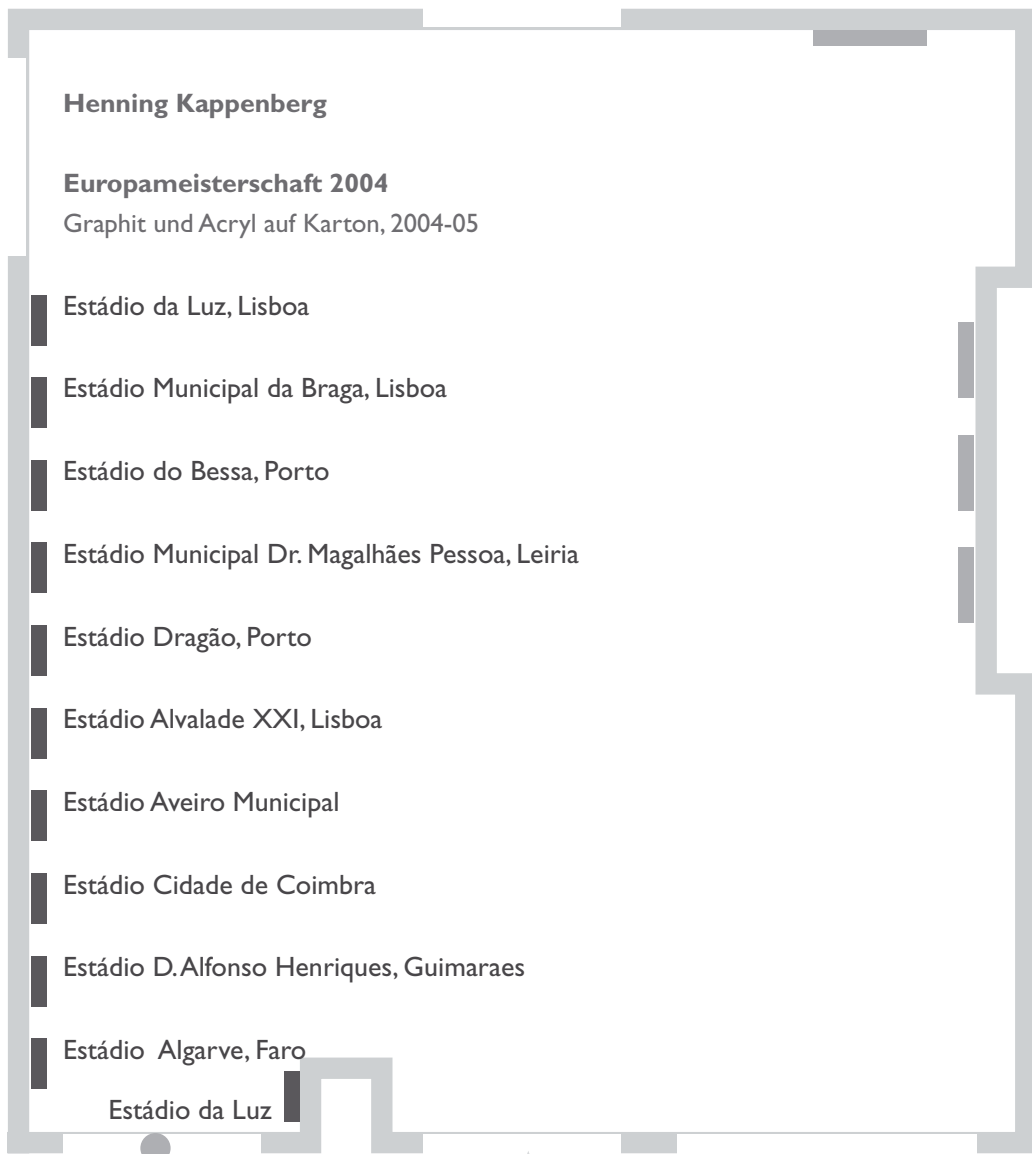 Henning Kappenberg
Europameisterschaft 2004
Graphit und Acryl auf Karton, 2004-05
Estádio da Luz, Lisboa
Estádio Municipal da Braga, Lisboa
Estádio do Bessa, Porto
Estádio Municipal Dr. Magalhães Pessoa, Leiria
Estádio Dragão, Porto
Estádio Alvalade XXI, Lisboa
Estádio Aveiro Municipal
Estádio Cidade de Coimbra
Estádio D. Alfonso Henriques, Guimaraes
Estádio Algarve, Faro
Estádio da Luz